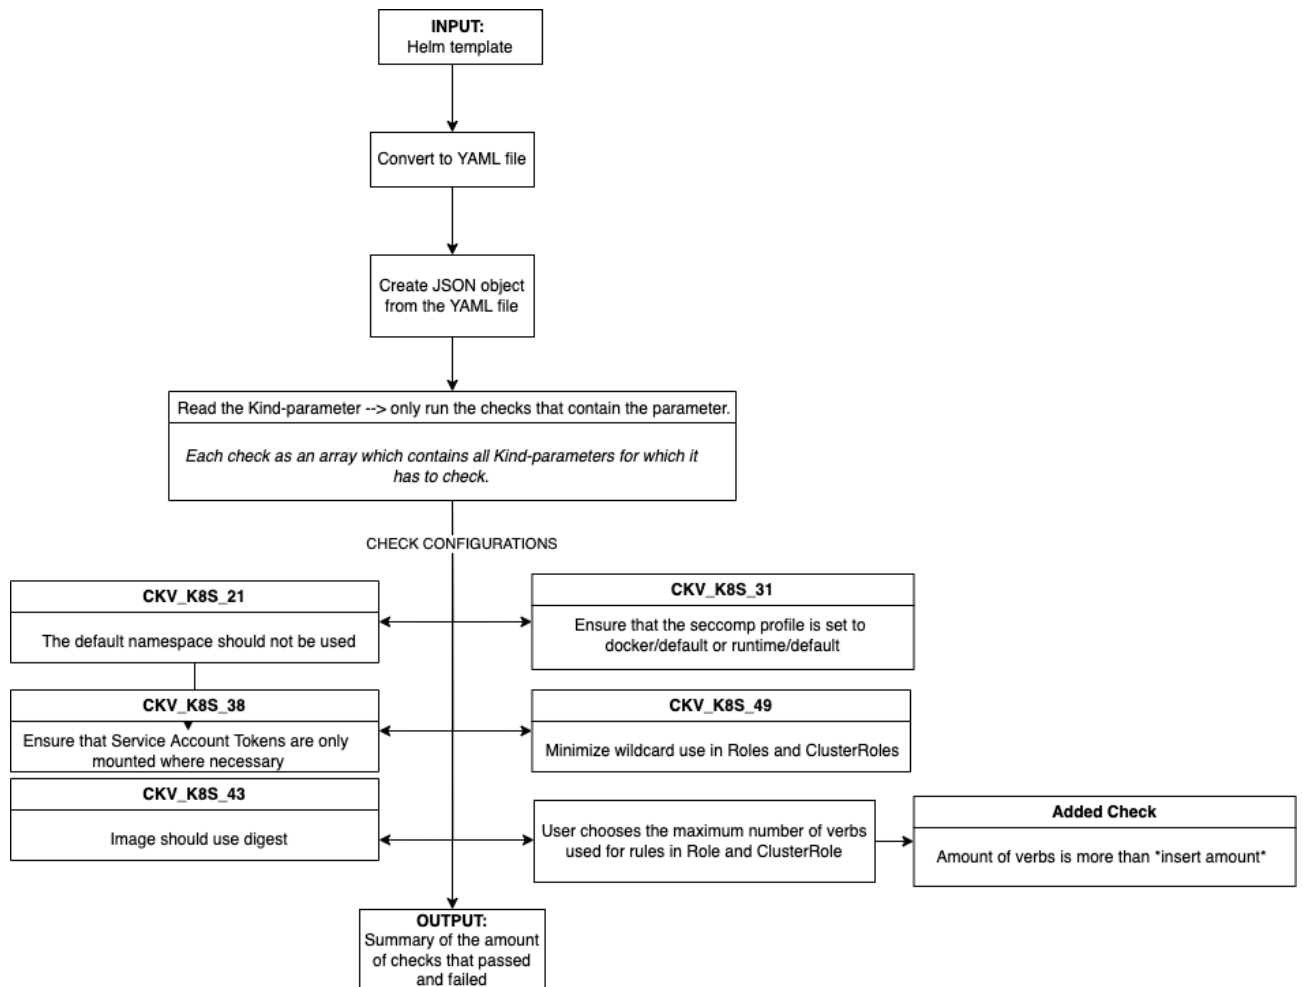 INPUT:
Helm template
Convert to YAML file
Create JSON object
from the YAML file
Read the Kind-parameter --> only run the checks that contain the parameter.
Each check as an array which contains all Kind-parameters for which it
has to check.
CHECK CONFIGURATIONS
CKV_K8S_21
The default namespace should not be used
CKV_K8S_31
Ensure that the seccomp profile is set to
docker/default or runtime/default
CKV_K8S_38
Ensure that Service Account Tokens are only
mounted where necessary
CKV_K8S_49
Minimize wildcard use in Roles and ClusterRoles
CKV_K8S_43
Image should use digest
User chooses the maximum number of verbs
used for rules in Role and ClusterRole
Added Check
Amount of verbs is more than *insert amount*
OUTPUT:
Summary of the amount
of checks that passed
and failed